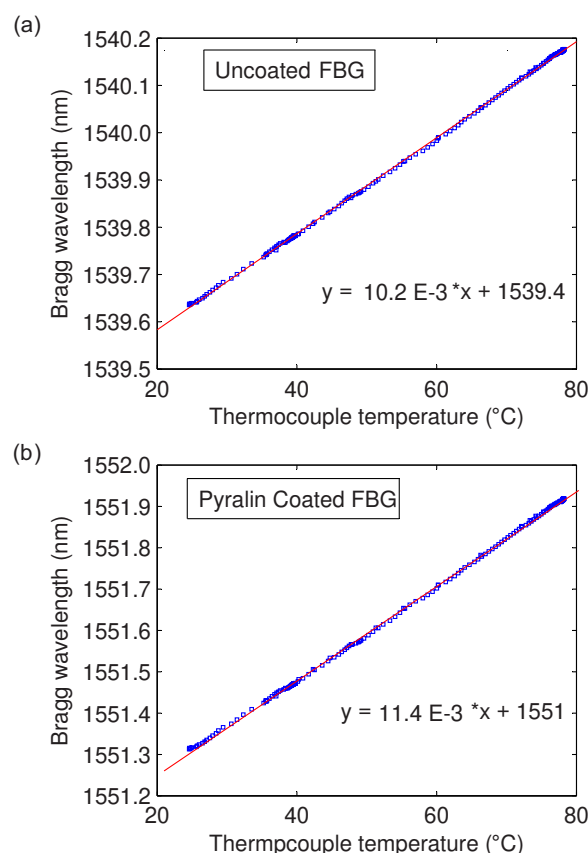 (a)
1540.2
1540.1
1540.0
1539.9
1539.8
1539.7
1539.6
1539.5
Bragg wavelength (nm)
Uncoated FBG
y = 10.2 E-3 *x + 1539.4
20 40 60 80
Thermocouple temperature (°C)
(b)
1552.0
1551.9
1551.8
1551.7
1551.6
1551.5
1551.4
1551.3
1551.2
Bragg wavelength (nm)
Pyralin Coated FBG
y = 11.4 E-3 *x + 1551
20 40 60 80
Thermpcouple temperature (°C)